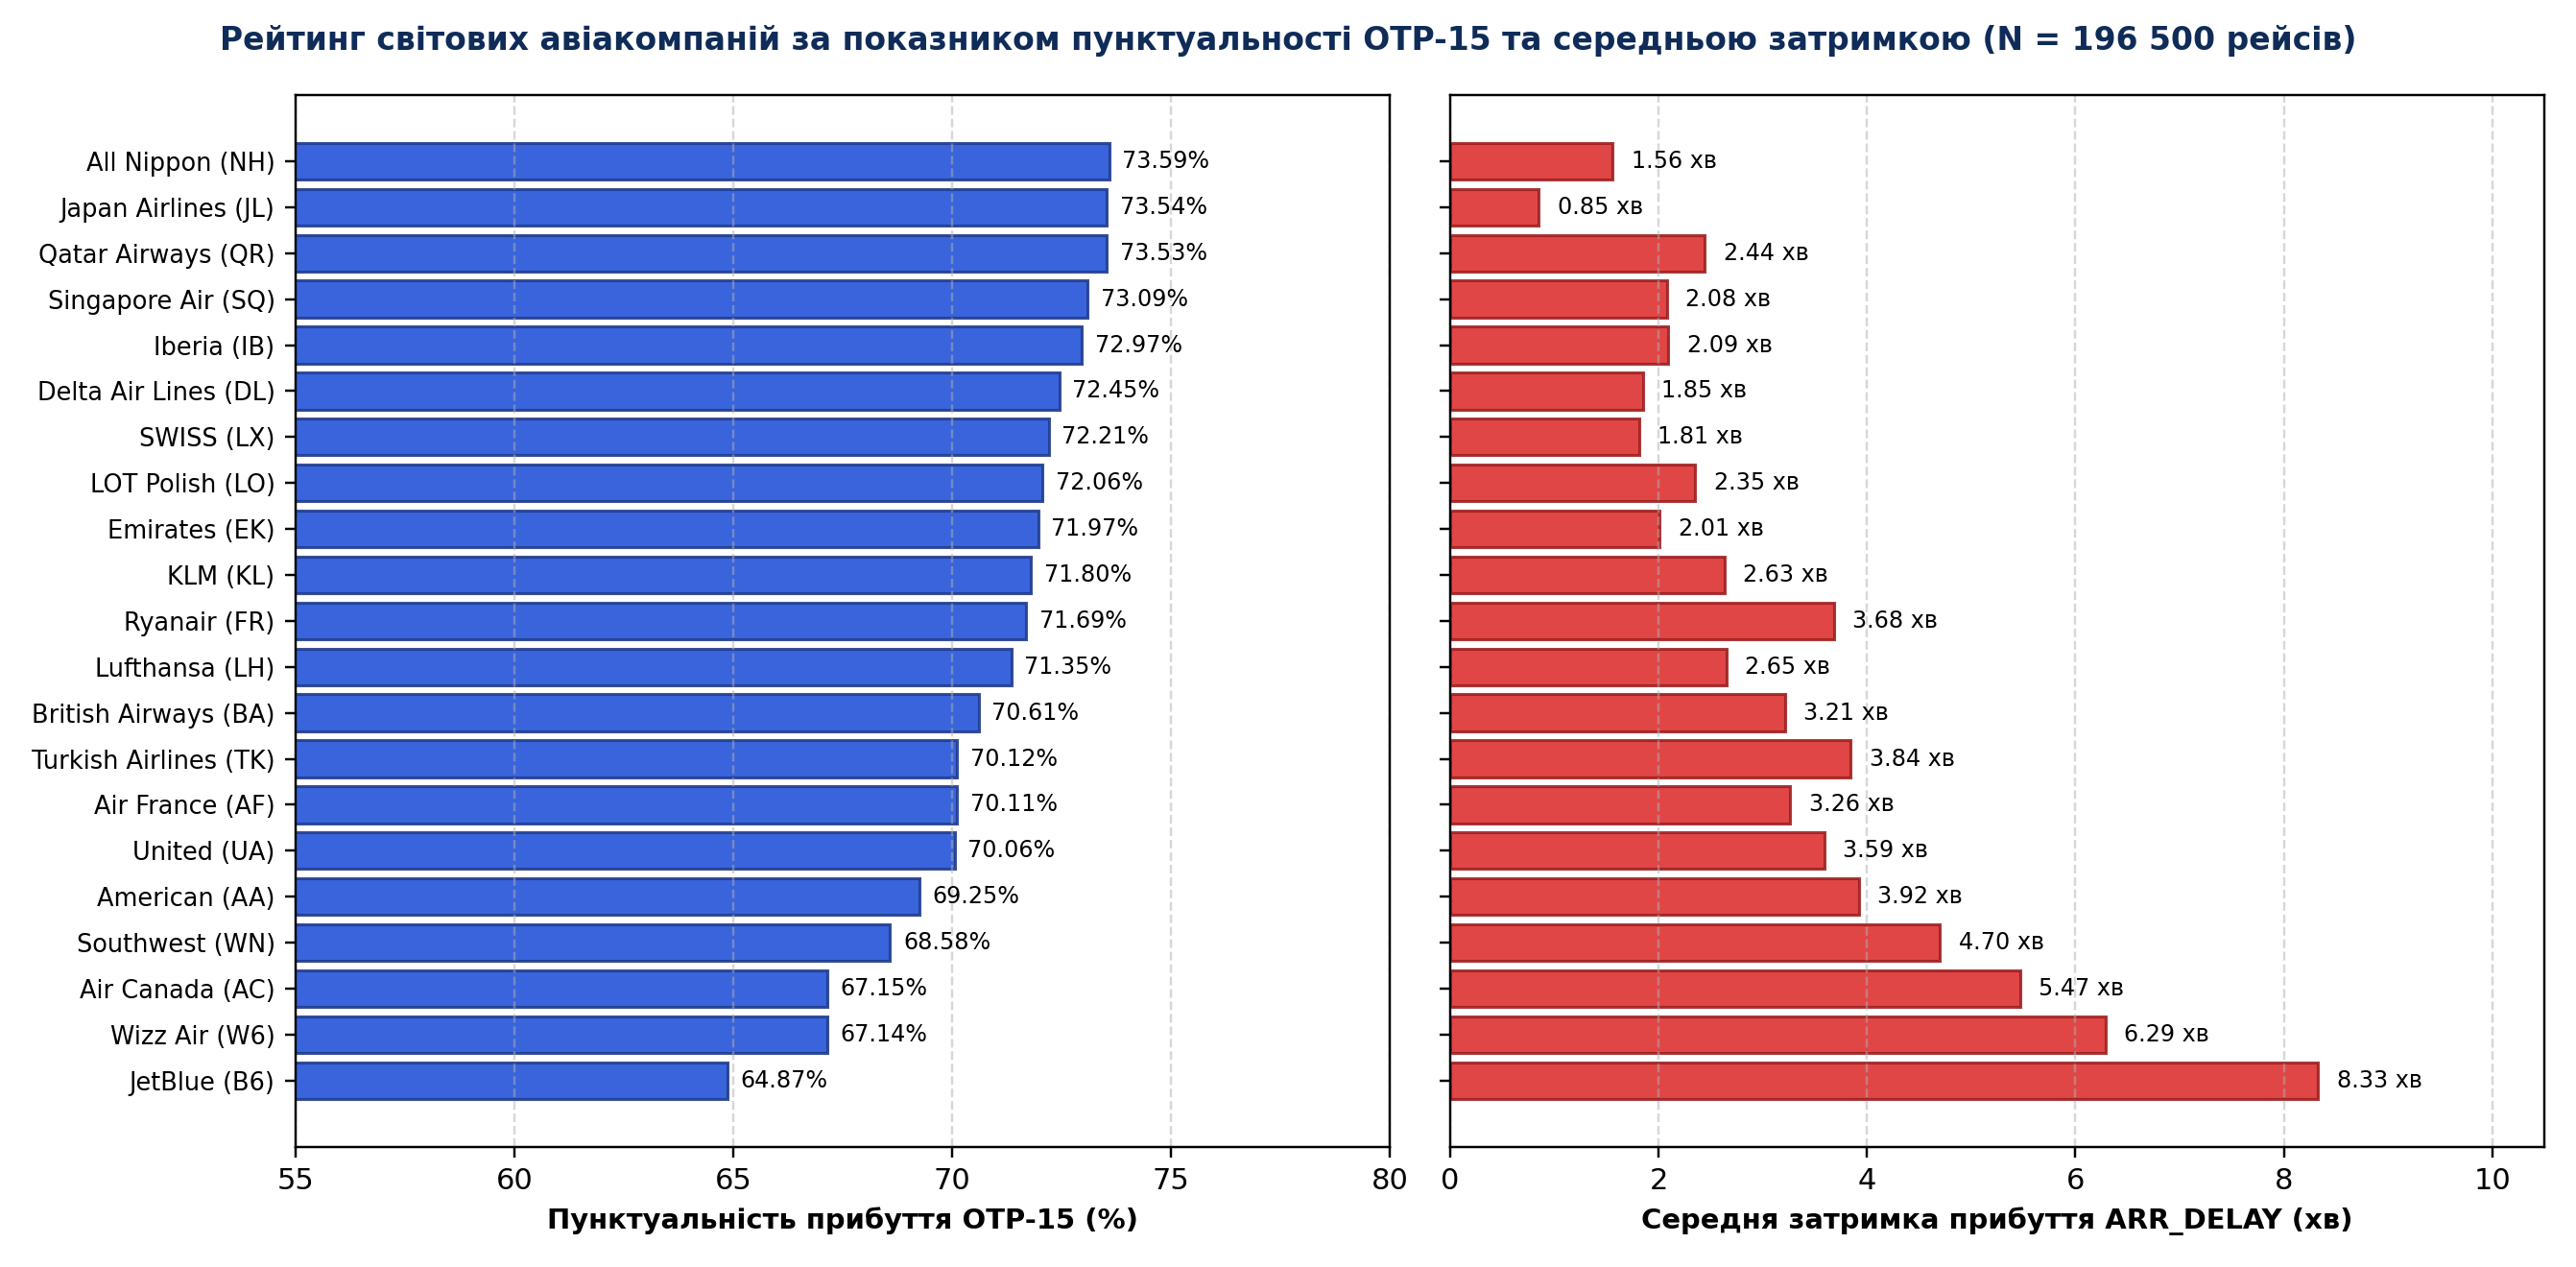 Рейтинг світових авіакомпаній за показником пунктуальності OTP-15 та середньою затримкою (N = 196 500 рейсів)
All Nippon (NH) 73.59% 1.56 хв
Japan Airlines (JL) 73.54% 0.85 хв
Qatar Airways (QR) 73.53% 2.44 хв
Singapore Air (SQ) 73.09% 2.08 хв
Iberia (IB) 72.97% 2.09 хв
Delta Air Lines (DL) 72.45% 1.85 хв
SWISS (LX) 72.21% 1.81 хв
LOT Polish (LO) 72.06% 2.35 хв
Emirates (EK) 71.97% 2.01 хв
KLM (KL) 71.80% 2.63 хв
Ryanair (FR) 71.69% 3.68 хв
Lufthansa (LH) 71.35% 2.65 хв
British Airways (BA) 70.61% 3.21 хв
Turkish Airlines (TK) 70.12% 3.84 хв
Air France (AF) 70.11% 3.26 хв
United (UA) 70.06% 3.59 хв
American (AA) 69.25% 3.92 хв
Southwest (WN) 68.58% 4.70 хв
Air Canada (AC) 67.15% 5.47 хв
Wizz Air (W6) 67.14% 6.29 хв
JetBlue (B6) 64.87% 8.33 хв
55 60 65 70 75 80 0 2 4 6 8 10
Пунктуальність прибуття OTP-15 (%) Середня затримка прибуття ARR_DELAY (хв)